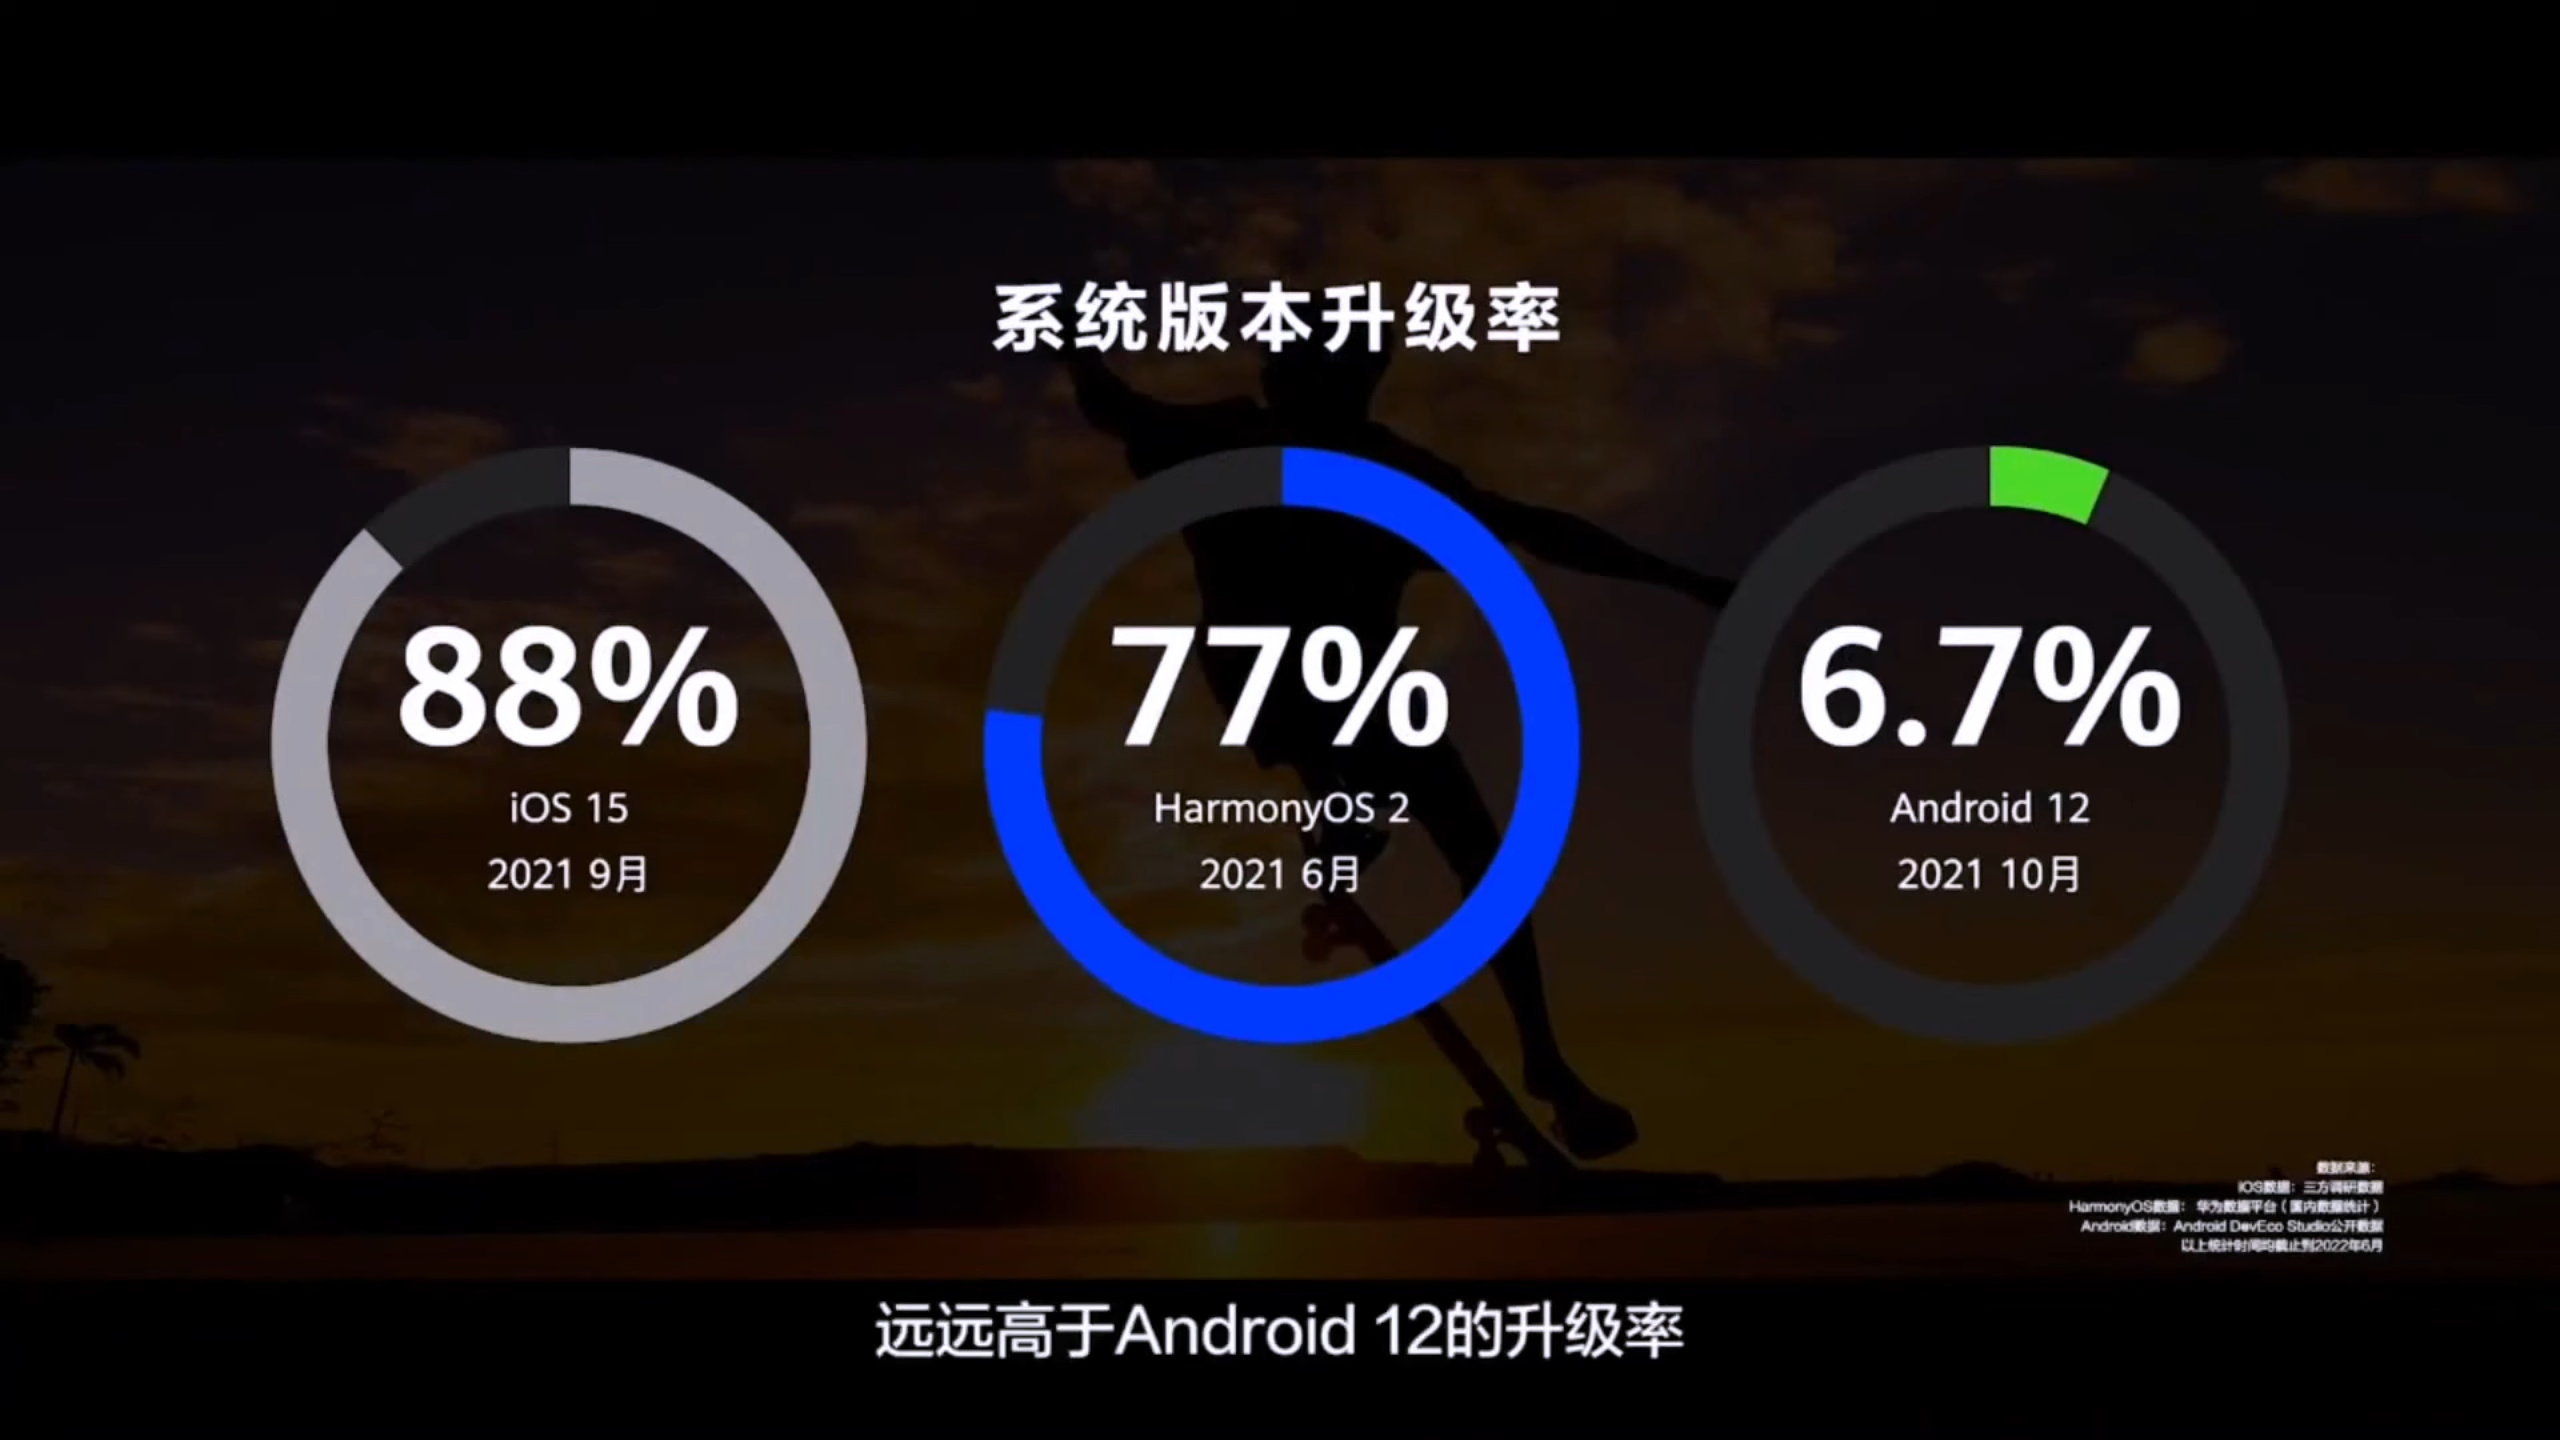 系统版本升级率
88%
iOS 15
2021 9月
77%
HarmonyOS 2
2021 6月
6.7%
Android 12
2021 10月
数据来源：
iOS数据：三方调研数据
HarmonyOS数据： 华为数据平台（国内数据统计）
Android数据：Android DevEco Studio公开数据
以上统计时间均截止到2022年6月
远远高于Android 12的升级率